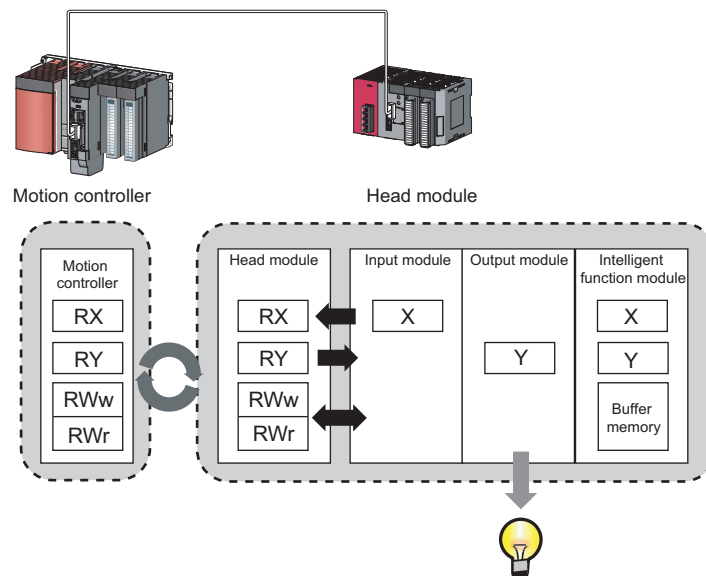 Motion controller
Head module
Motion
controller
RX
RY
RWw
RWr
Head module
RX
RY
RWw
RWr
Input module
X
Output module
Y
Intelligent
function module
X
Y
Buffer
memory